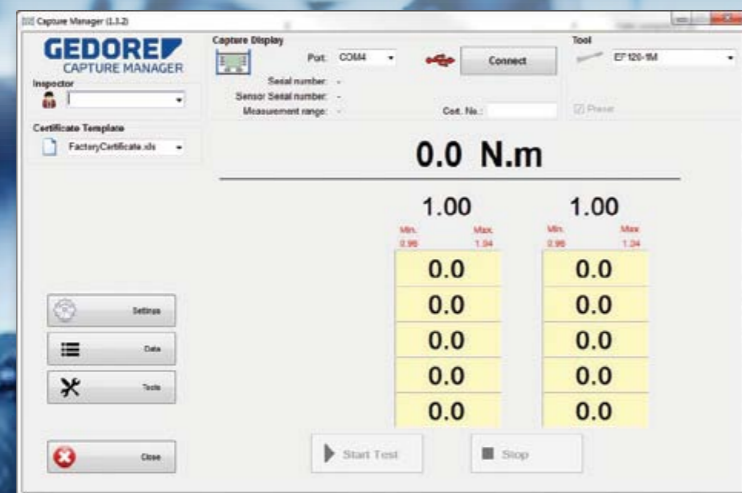 Capture Manager (1.3.2)
GEDORE
CAPTURE MANAGER
Inspector
Certificate Template
FactoryCertificate.xls
Capture Display
Port: COM4
Connect
Serial number: -
Sensor Serial number: -
Measurement range: -
Cert. No.:
Tool
Preset
0.0 N.m
1.00 1.00
Min. Max. Min. Max.
0.96 1.04 0.96 1.04
0.0 0.0
0.0 0.0
0.0 0.0
0.0 0.0
0.0 0.0
Settings
Data
Tools
Close
Start Test
Stop